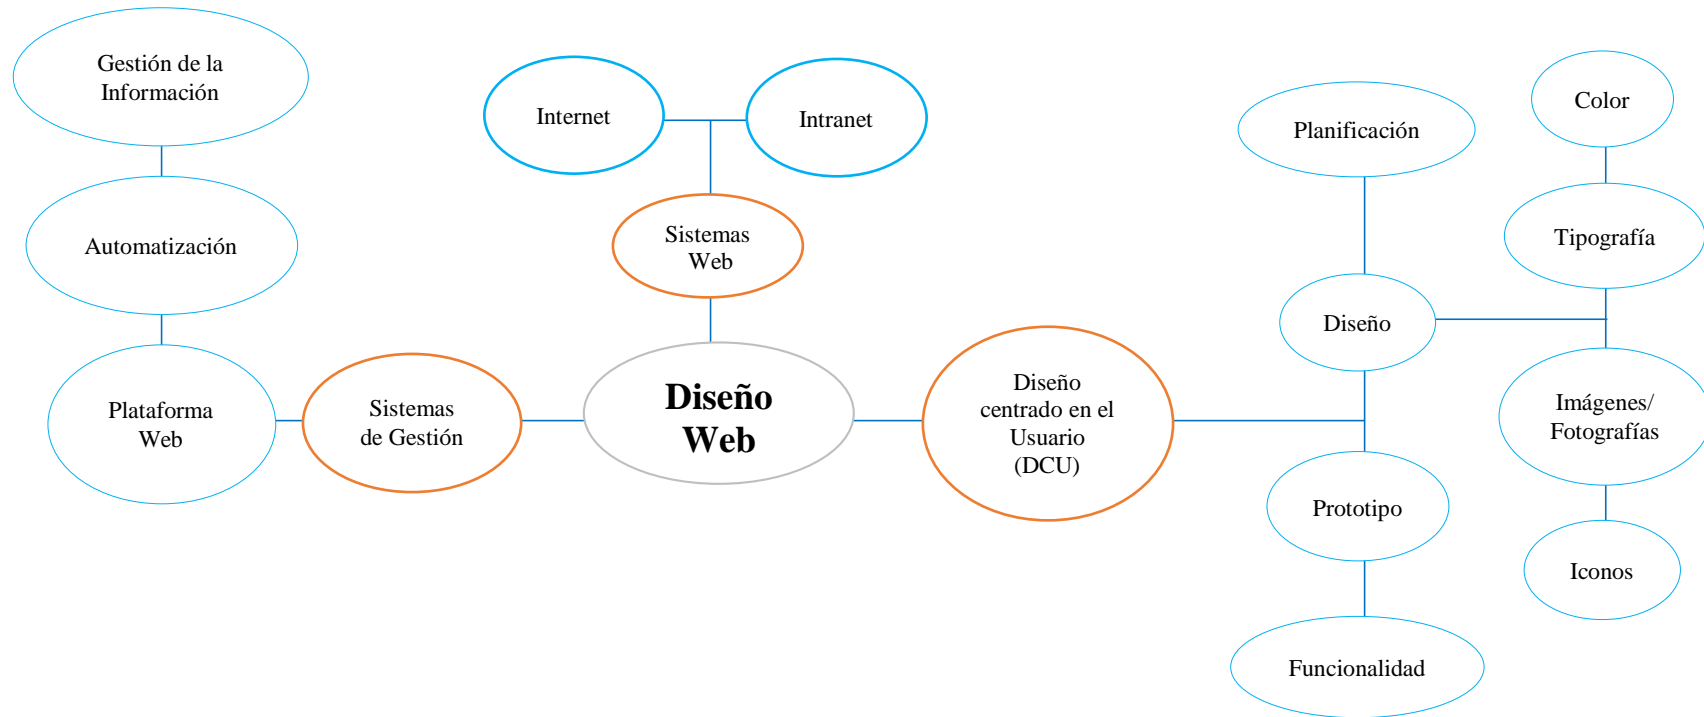 Gestión de la
Información
Automatización
Plataforma
Web
Sistemas
de Gestión
Internet
Intranet
Sistemas
Web
Diseño
Web
Diseño
centrado en el
Usuario
(DCU)
Planificación
Diseño
Prototipo
Funcionalidad
Color
Tipografía
Imágenes/
Fotografías
Iconos